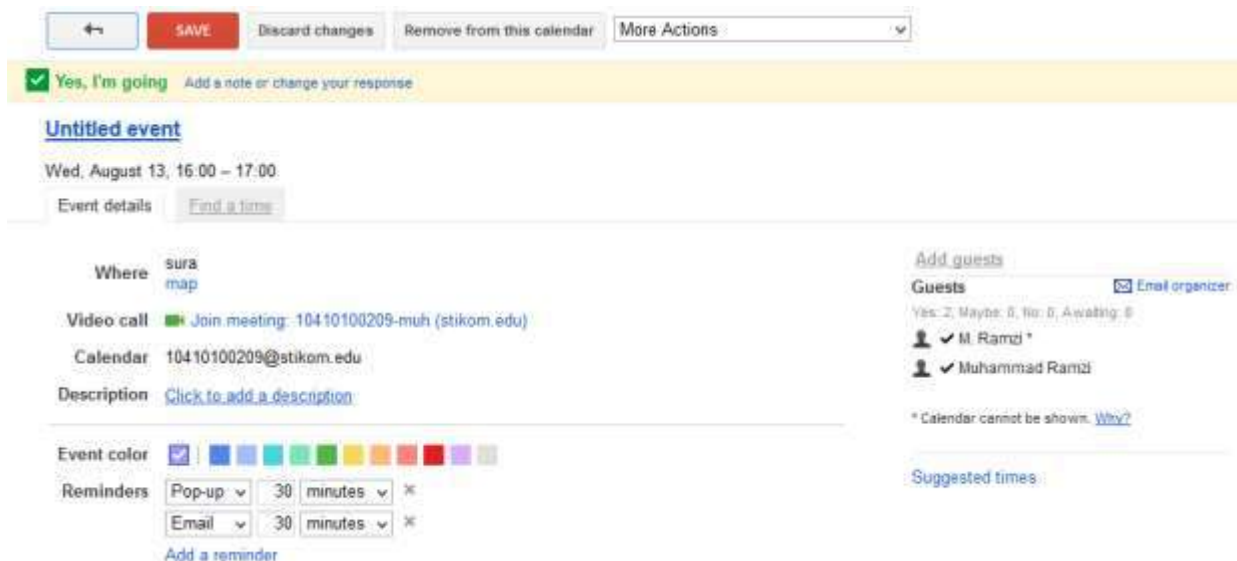 SAVE Discard changes Remove from this calendar More Actions
Yes, I'm going Add a note or change your response
Untitled event
Wed, August 13, 16:00 – 17:00
Event details Find a time
Where sura
map
Video call Join meeting: 10410100209-muh (stikom.edu)
Calendar 10410100209@stikom.edu
Description Click to add a description
Event color
Reminders Pop-up 30 minutes ×
Email 30 minutes ×
Add a reminder
Add guests
Guests Email organizer
Yes: 2, Maybe: 0, No: 0, Awaiting: 0
M. Ramzi *
Muhammad Ramzi
* Calendar cannot be shown. Why?
Suggested times